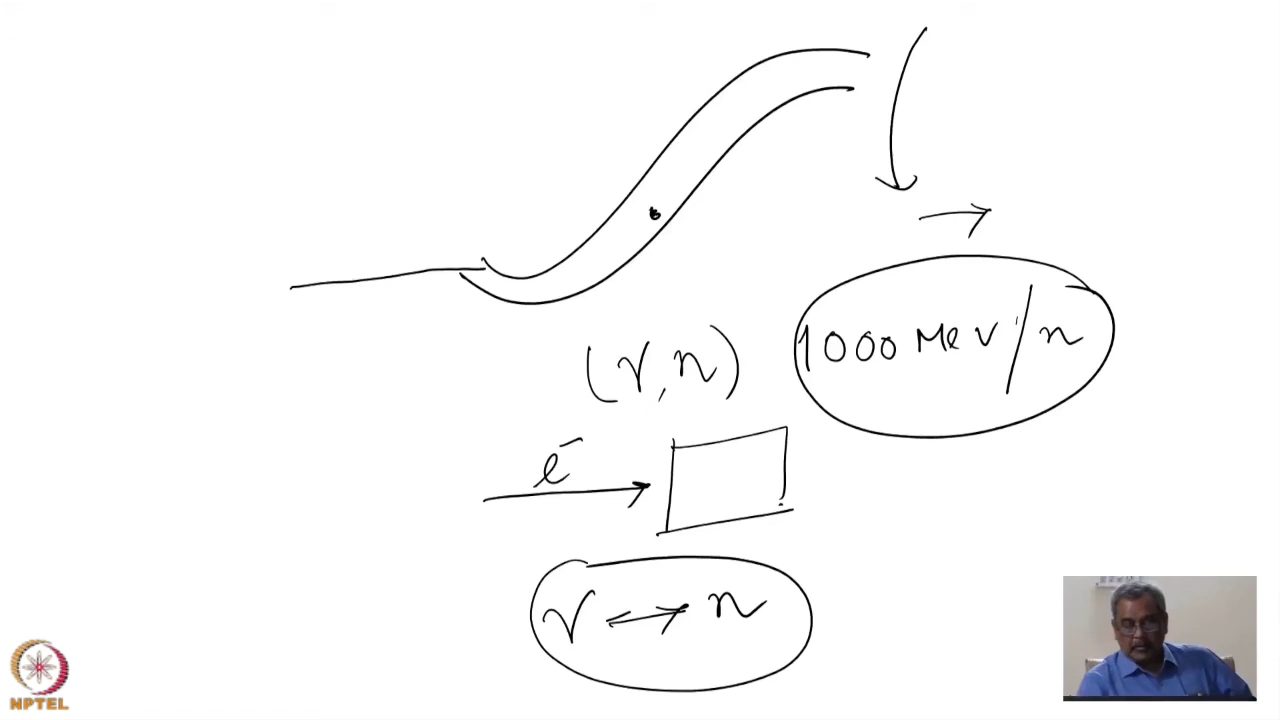 (γ, n)
1000 MeV/n
e⁻
γ ↔ n
NPTEL